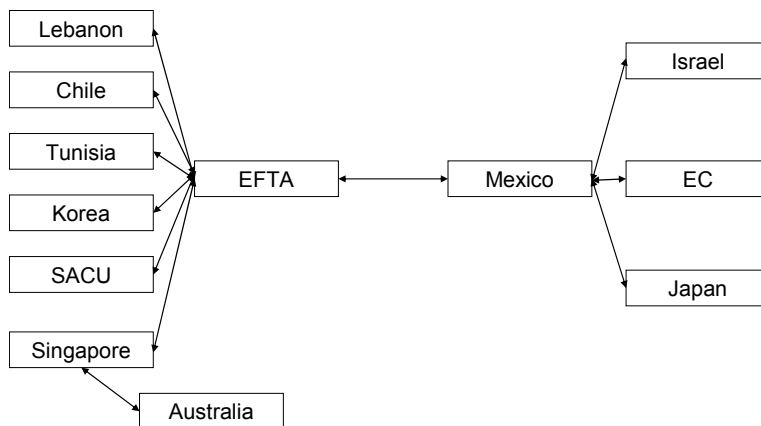 Lebanon
Chile
Tunisia
Korea
SACU
Singapore
Australia
EFTA
Mexico
Israel
EC
Japan